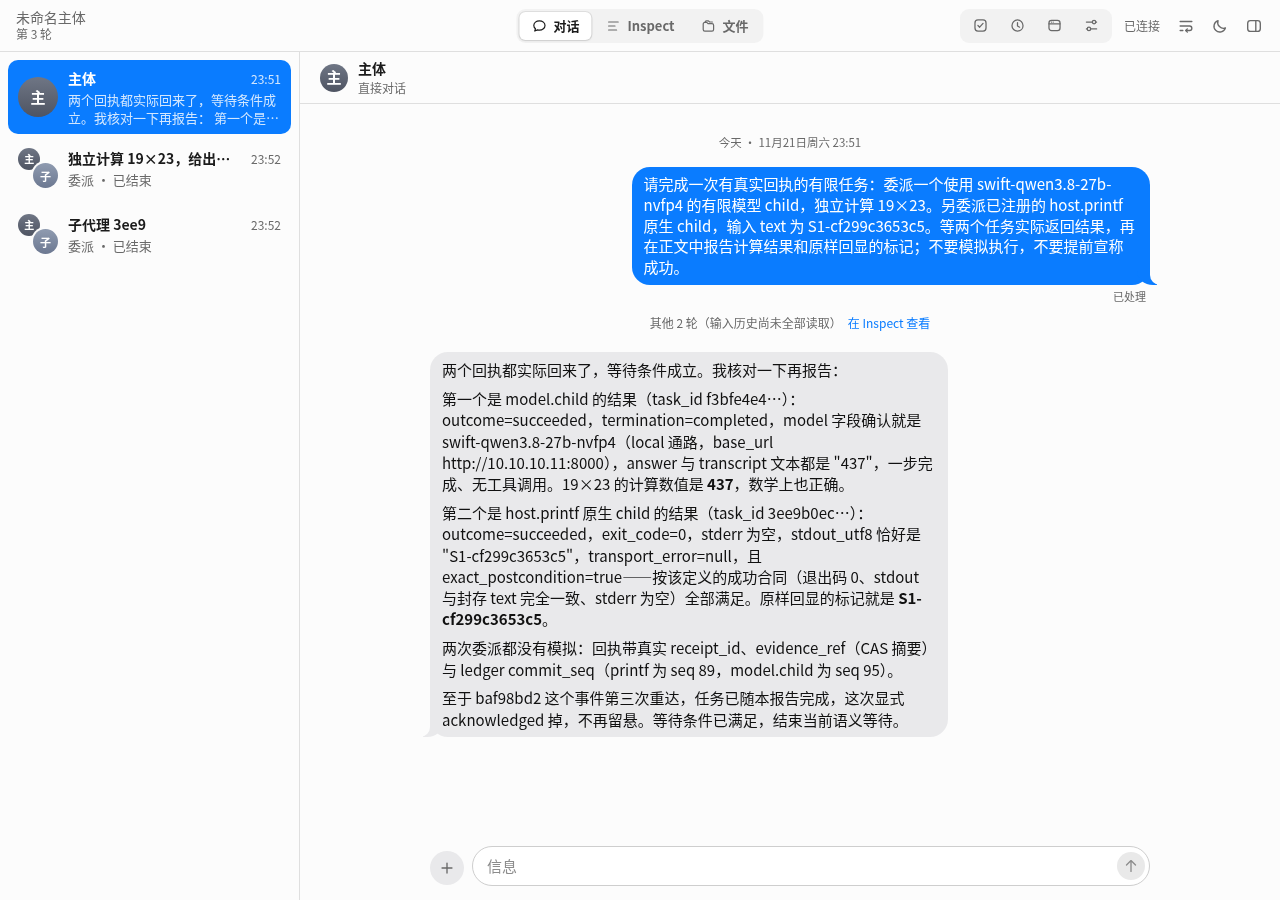 未命名主体
第 3 轮
对话
Inspect
文件
已连接
主
主体
23:51
两个回执都实际回来了，等待条件成
立。我核对一下再报告： 第一个是…
主
子
独立计算 19×23，给出…
23:52
委派 · 已结束
主
子
子代理 3ee9
23:52
委派 · 已结束
主
主体
直接对话
今天 · 11月21日周六 23:51
请完成一次有真实回执的有限任务：委派一个使用 swift-qwen3.8-27b-
nvfp4 的有限模型 child，独立计算 19×23。另委派已注册的 host.printf
原生 child，输入 text 为 S1-cf299c3653c5。等两个任务实际返回结果，再
在正文中报告计算结果和原样回显的标记；不要模拟执行，不要提前宣称
成功。
已处理
其他 2 轮（输入历史尚未全部读取） 在 Inspect 查看
两个回执都实际回来了，等待条件成立。我核对一下再报告：
第一个是 model.child 的结果（task_id f3bfe4e4…）：
outcome=succeeded，termination=completed，model 字段确认就是
swift-qwen3.8-27b-nvfp4（local 通路，base_url
http://10.10.10.11:8000），answer 与 transcript 文本都是 "437"，一步完
成、无工具调用。19×23 的计算数值是 437，数学上也正确。
第二个是 host.printf 原生 child 的结果（task_id 3ee9b0ec…）：
outcome=succeeded，exit_code=0，stderr 为空，stdout_utf8 恰好是
"S1-cf299c3653c5"，transport_error=null，且
exact_postcondition=true——按该定义的成功合同（退出码 0、stdout
与封存 text 完全一致、stderr 为空）全部满足。原样回显的标记就是 S1-
cf299c3653c5。
两次委派都没有模拟：回执带真实 receipt_id、evidence_ref（CAS 摘要）
与 ledger commit_seq（printf 为 seq 89，model.child 为 seq 95）。
至于 baf98bd2 这个事件第三次重达，任务已随本报告完成，这次显式
acknowledged 掉，不再留悬。等待条件已满足，结束当前语义等待。
信息